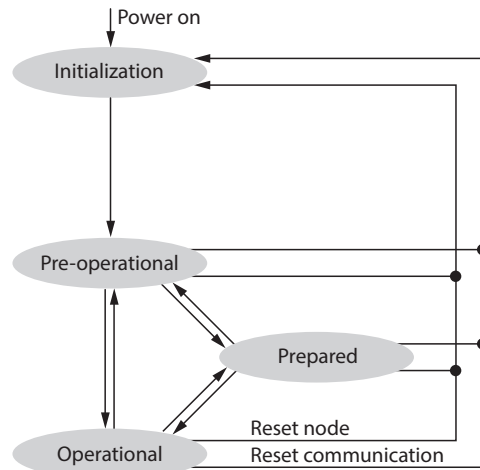 Power on
Initialization
Pre-operational
Prepared
Reset node
Operational
Reset communication